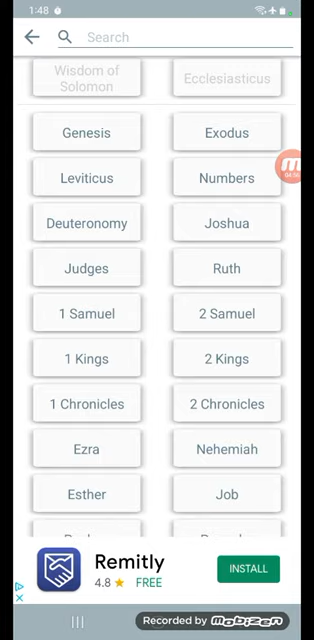 1:48
Search
Wisdom of
Solomon
Ecclesiasticus
Genesis
Exodus
Leviticus
Numbers
Deuteronomy
Joshua
Judges
Ruth
1 Samuel
2 Samuel
1 Kings
2 Kings
1 Chronicles
2 Chronicles
Ezra
Nehemiah
Esther
Job
Remitly
4.8 ★ FREE
INSTALL
Recorded by mobizen